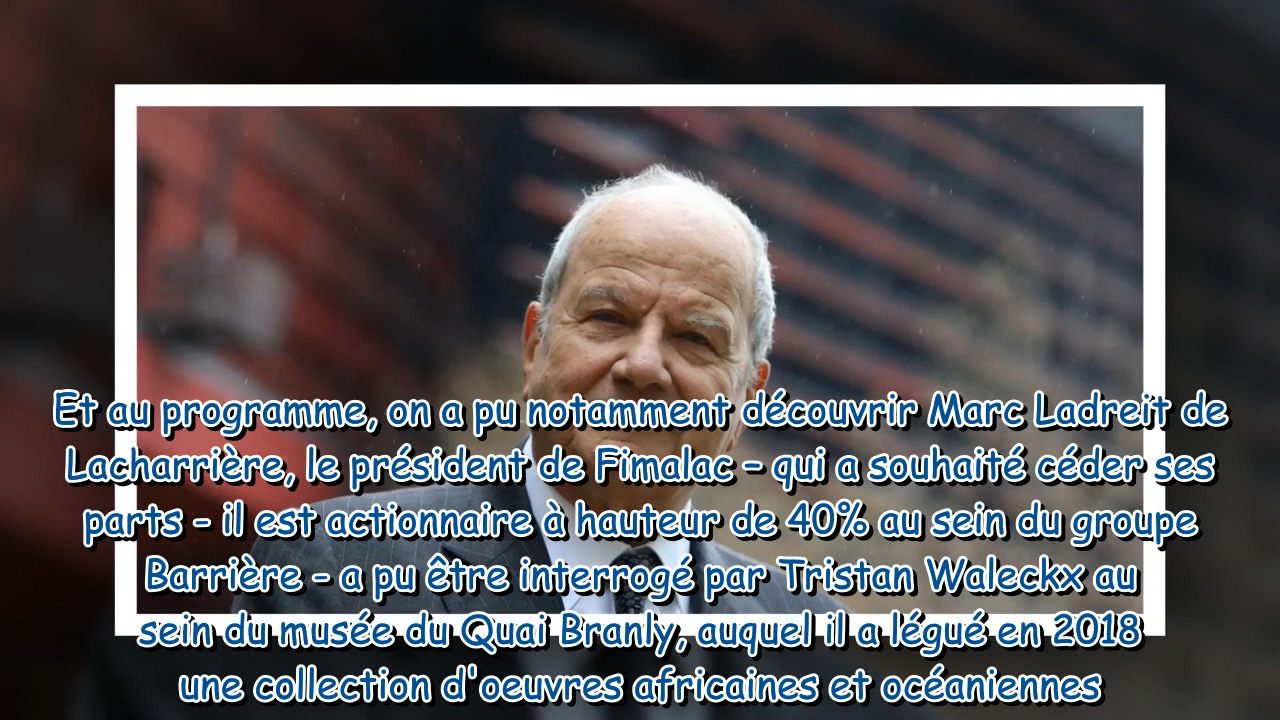 Et au programme, on a pu notamment découvrir Marc Ladreit de
Lacharrière, le président de Fimalac – qui a souhaité céder ses
parts - il est actionnaire à hauteur de 40% au sein du groupe
Barrière - a pu être interrogé par Tristan Waleckx au
sein du musée du Quai Branly, auquel il a légué en 2018
une collection d'oeuvres africaines et océaniennes